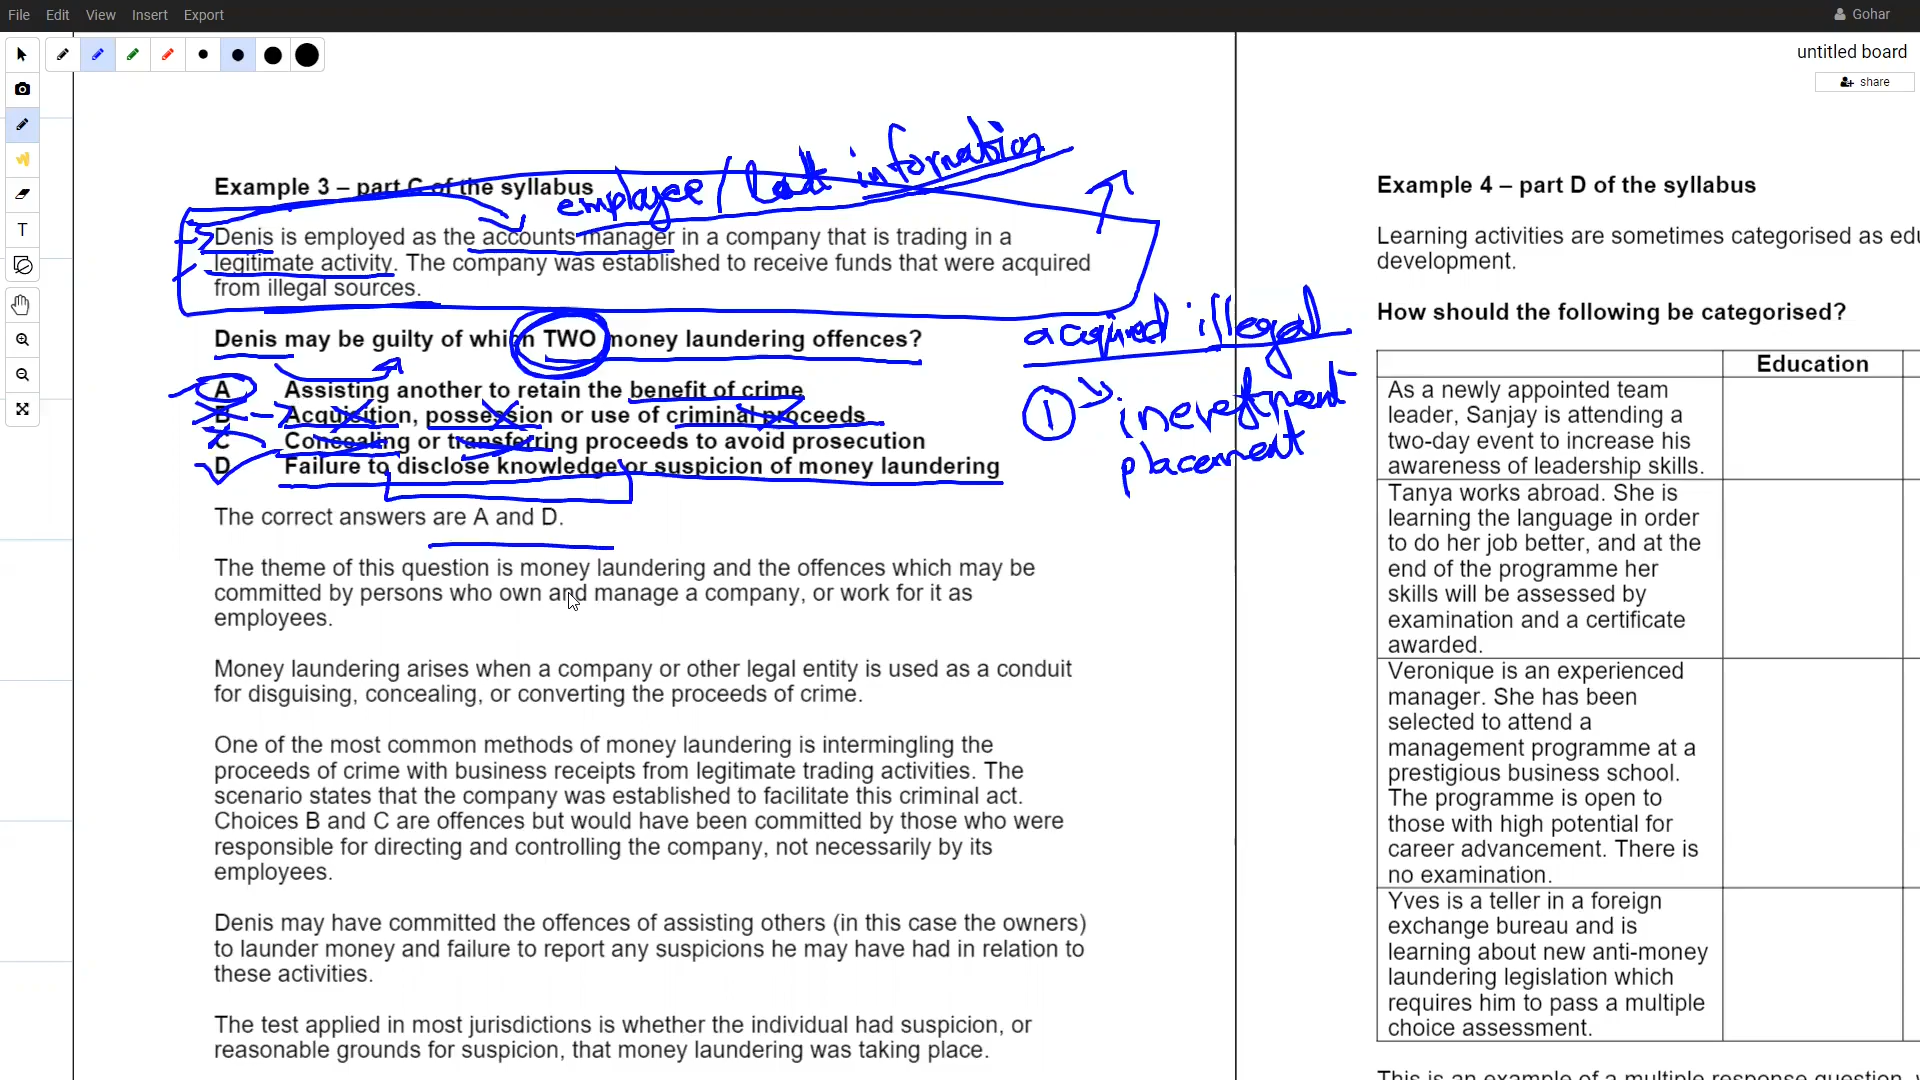 File Edit View Insert Export
Gohar
untitled board
share
T
employee / lack information
Example 3 – part C of the syllabus
Denis is employed as the accounts manager in a company that is trading in a
legitimate activity. The company was established to receive funds that were acquired
from illegal sources.
Denis may be guilty of which TWO money laundering offences?
A Assisting another to retain the benefit of crime
B Acquisition, possession or use of criminal proceeds
C Concealing or transferring proceeds to avoid prosecution
D Failure to disclose knowledge or suspicion of money laundering
acquired illegal
1
placement
The correct answers are A and D.
The theme of this question is money laundering and the offences which may be
committed by persons who own and manage a company, or work for it as
employees.
Money laundering arises when a company or other legal entity is used as a conduit
for disguising, concealing, or converting the proceeds of crime.
One of the most common methods of money laundering is intermingling the
proceeds of crime with business receipts from legitimate trading activities. The
scenario states that the company was established to facilitate this criminal act.
Choices B and C are offences but would have been committed by those who were
responsible for directing and controlling the company, not necessarily by its
employees.
Denis may have committed the offences of assisting others (in this case the owners)
to launder money and failure to report any suspicions he may have had in relation to
these activities.
The test applied in most jurisdictions is whether the individual had suspicion, or
reasonable grounds for suspicion, that money laundering was taking place.
Example 4 – part D of the syllabus
Learning activities are sometimes categorised as edu
development.
How should the following be categorised?
Education
As a newly appointed team
leader, Sanjay is attending a
two-day event to increase his
awareness of leadership skills.
Tanya works abroad. She is
learning the language in order
to do her job better, and at the
end of the programme her
skills will be assessed by
examination and a certificate
awarded.
Veronique is an experienced
manager. She has been
selected to attend a
management programme at a
prestigious business school.
The programme is open to
those with high potential for
career advancement. There is
no examination.
Yves is a teller in a foreign
exchange bureau and is
learning about new anti-money
laundering legislation which
requires him to pass a multiple
choice assessment.
This is an example of a multiple response question,